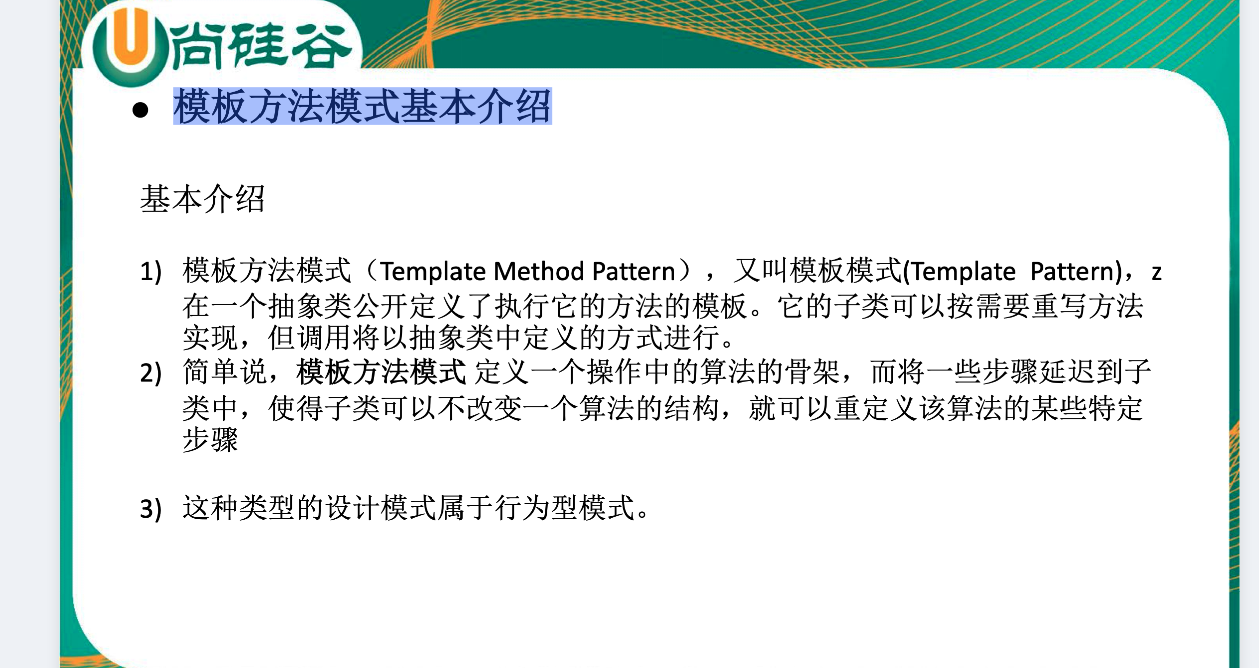 尚硅谷
● 模板方法模式基本介绍
基本介绍
1) 模板方法模式（Template Method Pattern），又叫模板模式(Template Pattern)，z
在一个抽象类公开定义了执行它的方法的模板。它的子类可以按需要重写方法
实现，但调用将以抽象类中定义的方式进行。
2) 简单说，模板方法模式 定义一个操作中的算法的骨架，而将一些步骤延迟到子
类中，使得子类可以不改变一个算法的结构，就可以重定义该算法的某些特定
步骤
3) 这种类型的设计模式属于行为型模式。